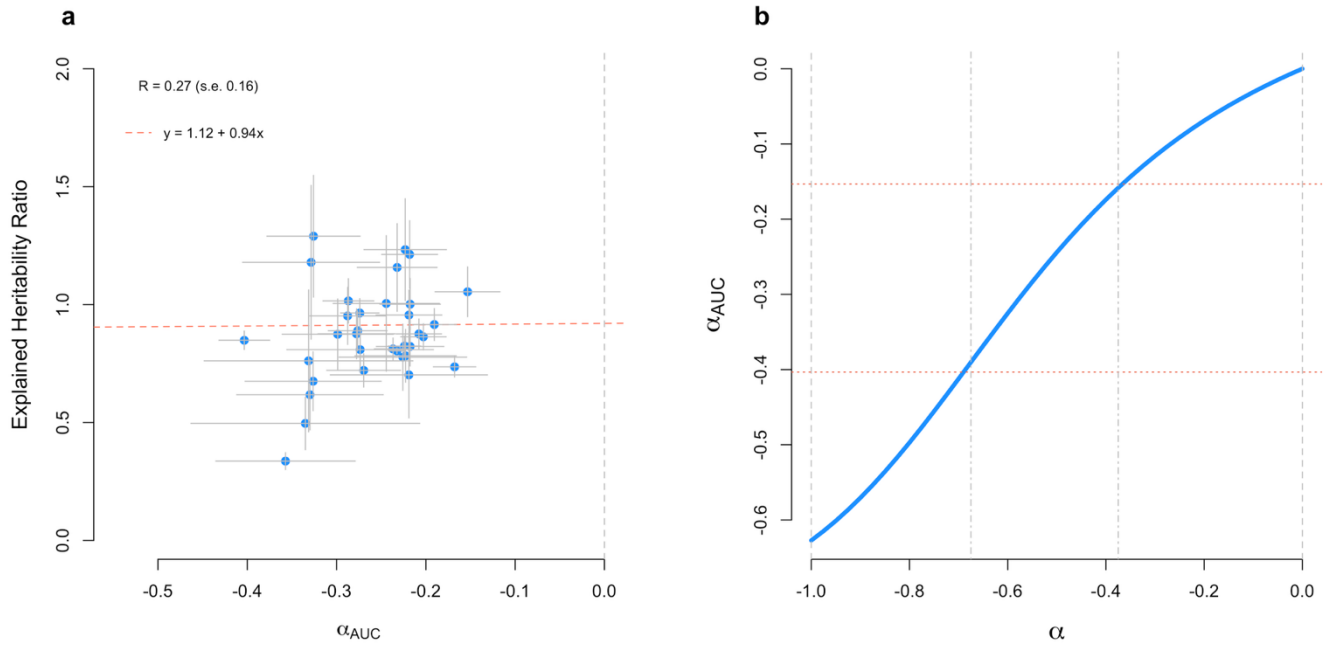 a
R = 0.27 (s.e. 0.16)
y = 1.12 + 0.94x
Explained Heritability Ratio
2.0
1.5
1.0
0.5
0.0
-0.5 -0.4 -0.3 -0.2 -0.1 0.0
αAUC
b
αAUC
0.0
-0.1
-0.2
-0.3
-0.4
-0.5
-0.6
-1.0 -0.8 -0.6 -0.4 -0.2 0.0
α